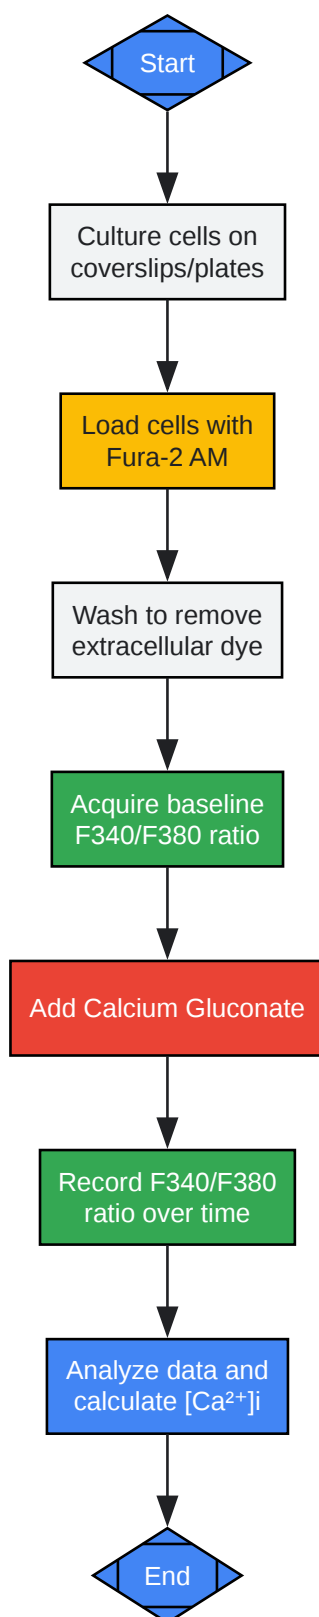 Start
Culture cells on
coverslips/plates
Load cells with
Fura-2 AM
Wash to remove
extracellular dye
Acquire baseline
F340/F380 ratio
Add Calcium Gluconate
Record F340/F380
ratio over time
Analyze data and
calculate [Ca²⁺]i
End